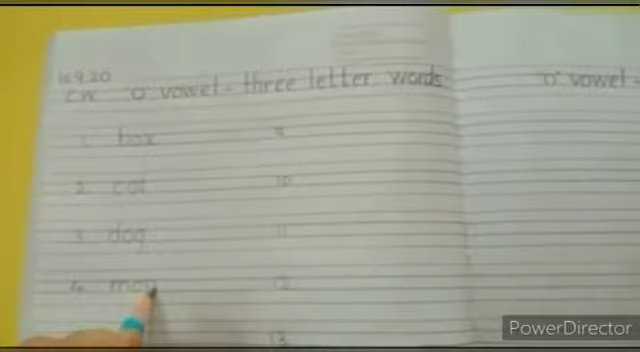 16.9.20
CW 'O' vowel - three letter words 'O' vowel -
1. box 9
2. cot 10
3. dog 11
4. 12
13
PowerDirector